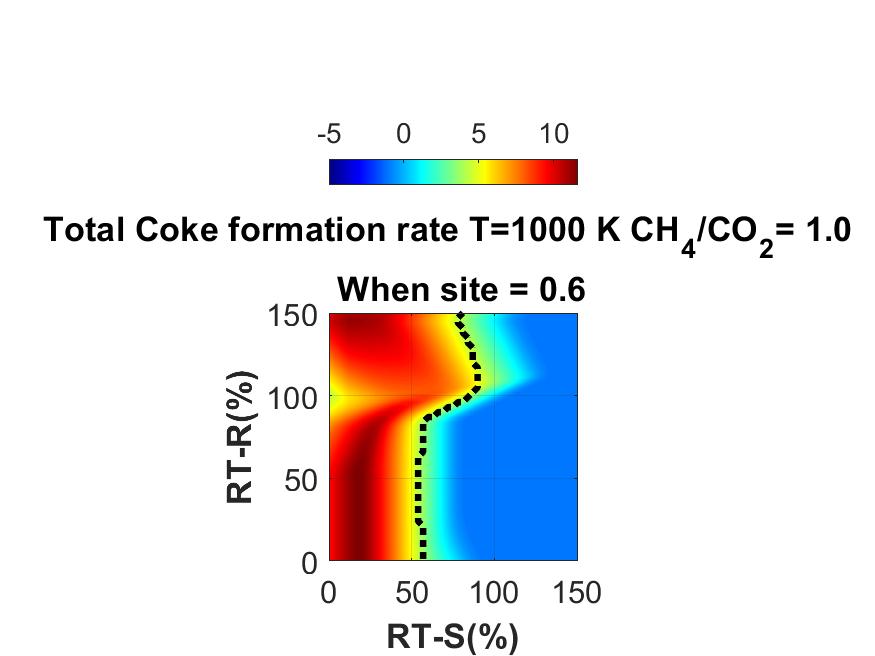 -5 0 5 10
Total Coke formation rate T=1000 K CH4/CO2= 1.0
When site = 0.6
150
100
50
0
RT-R(%)
0 50 100 150
RT-S(%)